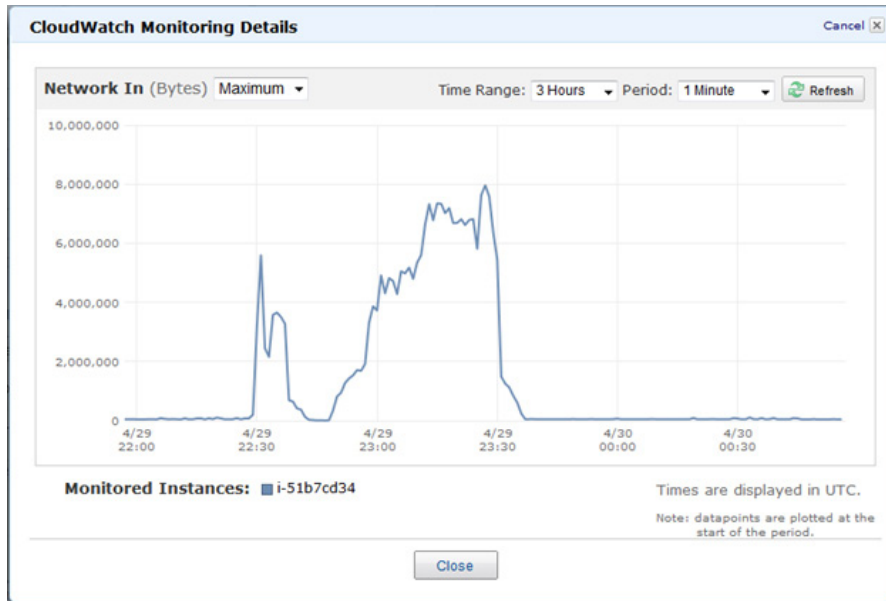 CloudWatch Monitoring Details
Cancel
Network In (Bytes) Maximum
Time Range: 3 Hours Period: 1 Minute Refresh
10,000,000
8,000,000
6,000,000
4,000,000
2,000,000
0
4/29 4/29 4/29 4/29 4/30 4/30
22:00 22:30 23:00 23:30 00:00 00:30
Monitored Instances: i-51b7cd34
Times are displayed in UTC.
Note: datapoints are plotted at the
start of the period.
Close